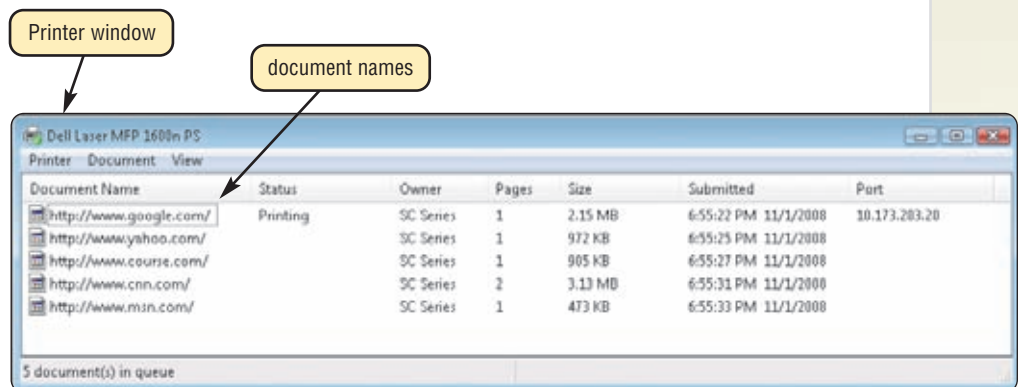 Printer window
document names
Dell Laser MFP 1600n PS
Printer Document View
Document Name Status Owner Pages Size Submitted Port
http://www.google.com/ Printing SC Series 1 2.15 MB 6:55:22 PM 11/1/2008 10.173.203.20
http://www.yahoo.com/ SC Series 1 972 KB 6:55:25 PM 11/1/2008
http://www.course.com/ SC Series 1 905 KB 6:55:27 PM 11/1/2008
http://www.cnn.com/ SC Series 2 3.13 MB 6:55:31 PM 11/1/2008
http://www.msn.com/ SC Series 1 473 KB 6:55:33 PM 11/1/2008
5 document(s) in queue